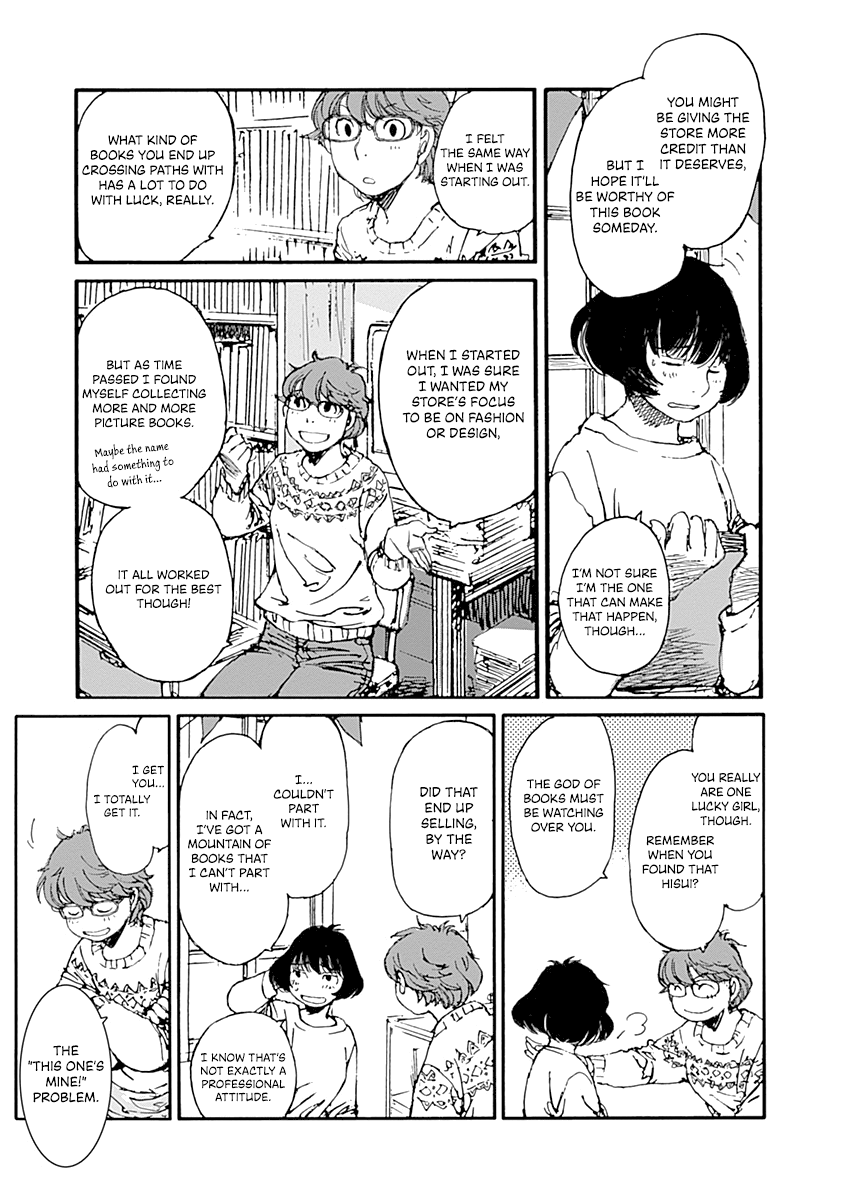 YOU MIGHT
BE GIVING THE
STORE MORE
CREDIT THAN
IT DESERVES,
BUT I
HOPE IT'LL
BE WORTHY OF
THIS BOOK
SOMEDAY.
I'M NOT SURE
I'M THE ONE
THAT CAN MAKE
THAT HAPPEN,
THOUGH...
I FELT
THE SAME WAY
WHEN I WAS
STARTING OUT.
WHAT KIND OF
BOOKS YOU END UP
CROSSING PATHS WITH
HAS A LOT TO DO
WITH LUCK, REALLY.
WHEN I STARTED
OUT, I WAS SURE
I WANTED MY
STORE'S FOCUS
TO BE ON FASHION
OR DESIGN,
BUT AS TIME
PASSED I FOUND
MYSELF COLLECTING
MORE AND MORE
PICTURE BOOKS.
Maybe the name
had something to
do with it...
IT ALL WORKED
OUT FOR THE BEST
THOUGH!
YOU REALLY
ARE ONE
LUCKY GIRL,
THOUGH.
REMEMBER
WHEN YOU
FOUND THAT
HISUI?
THE GOD OF
BOOKS MUST
BE WATCHING
OVER YOU.
DID THAT
END UP
SELLING,
BY THE
WAY?
I...
COULDN'T
PART
WITH IT.
IN FACT,
I'VE GOT A
MOUNTAIN OF
BOOKS THAT
I CAN'T PART
WITH...
I KNOW THAT'S
NOT EXACTLY A
PROFESSIONAL
ATTITUDE.
I GET
YOU...
I TOTALLY
GET IT.
THE
"THIS ONE'S
MINE!"
PROBLEM.